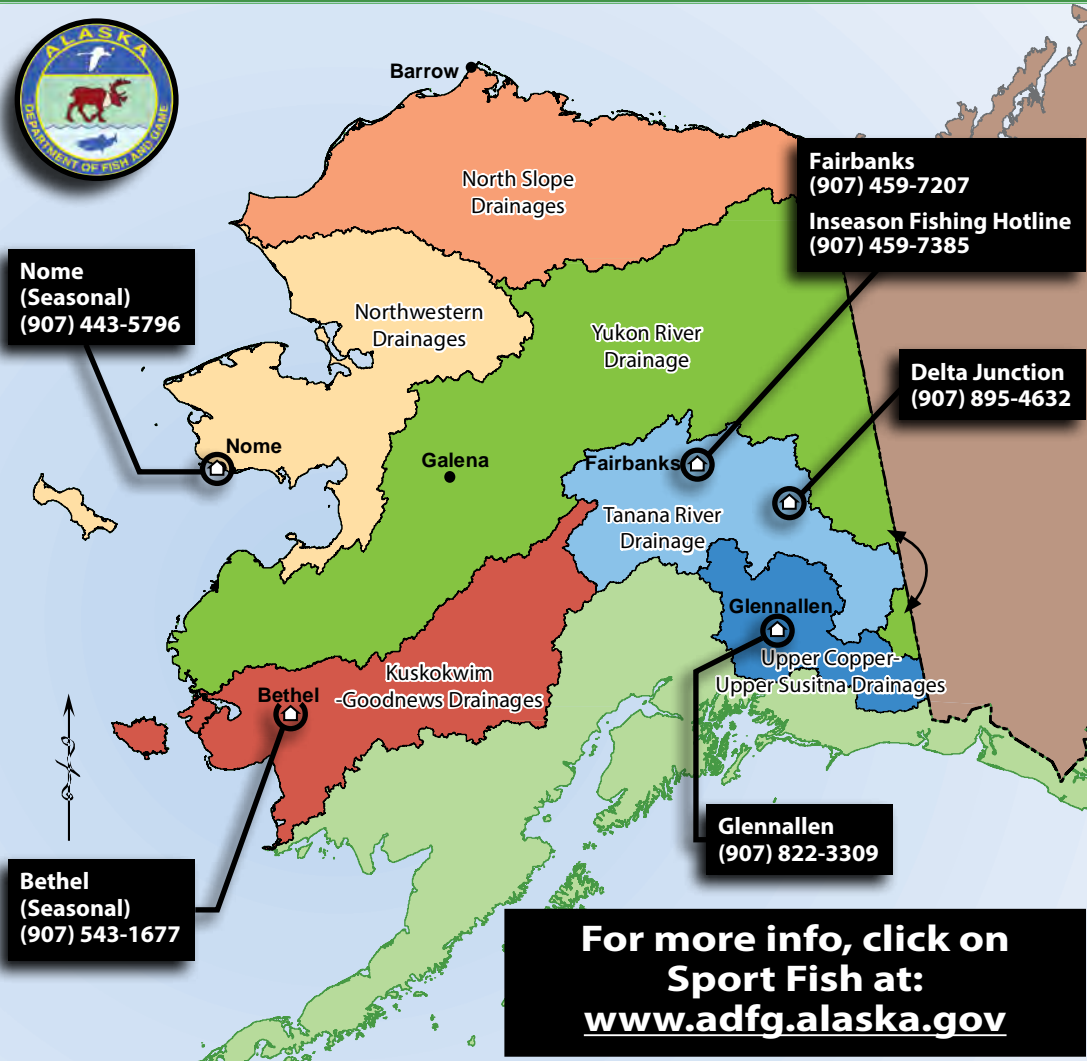 ALASKA
DEPARTMENT OF FISH AND GAME
Barrow
North Slope
Drainages
Fairbanks
(907) 459-7207
Inseason Fishing Hotline
(907) 459-7385
Nome
(Seasonal)
(907) 443-5796
Northwestern
Drainages
Yukon River
Drainage
Delta Junction
(907) 895-4632
Nome
Galena
Fairbanks
Tanana River
Drainage
Glennallen
Upper Copper-
Upper Susitna Drainages
Kuskokwim
-Goodnews Drainages
Bethel
Glennallen
(907) 822-3309
Bethel
(Seasonal)
(907) 543-1677
For more info, click on
Sport Fish at:
www.adfg.alaska.gov